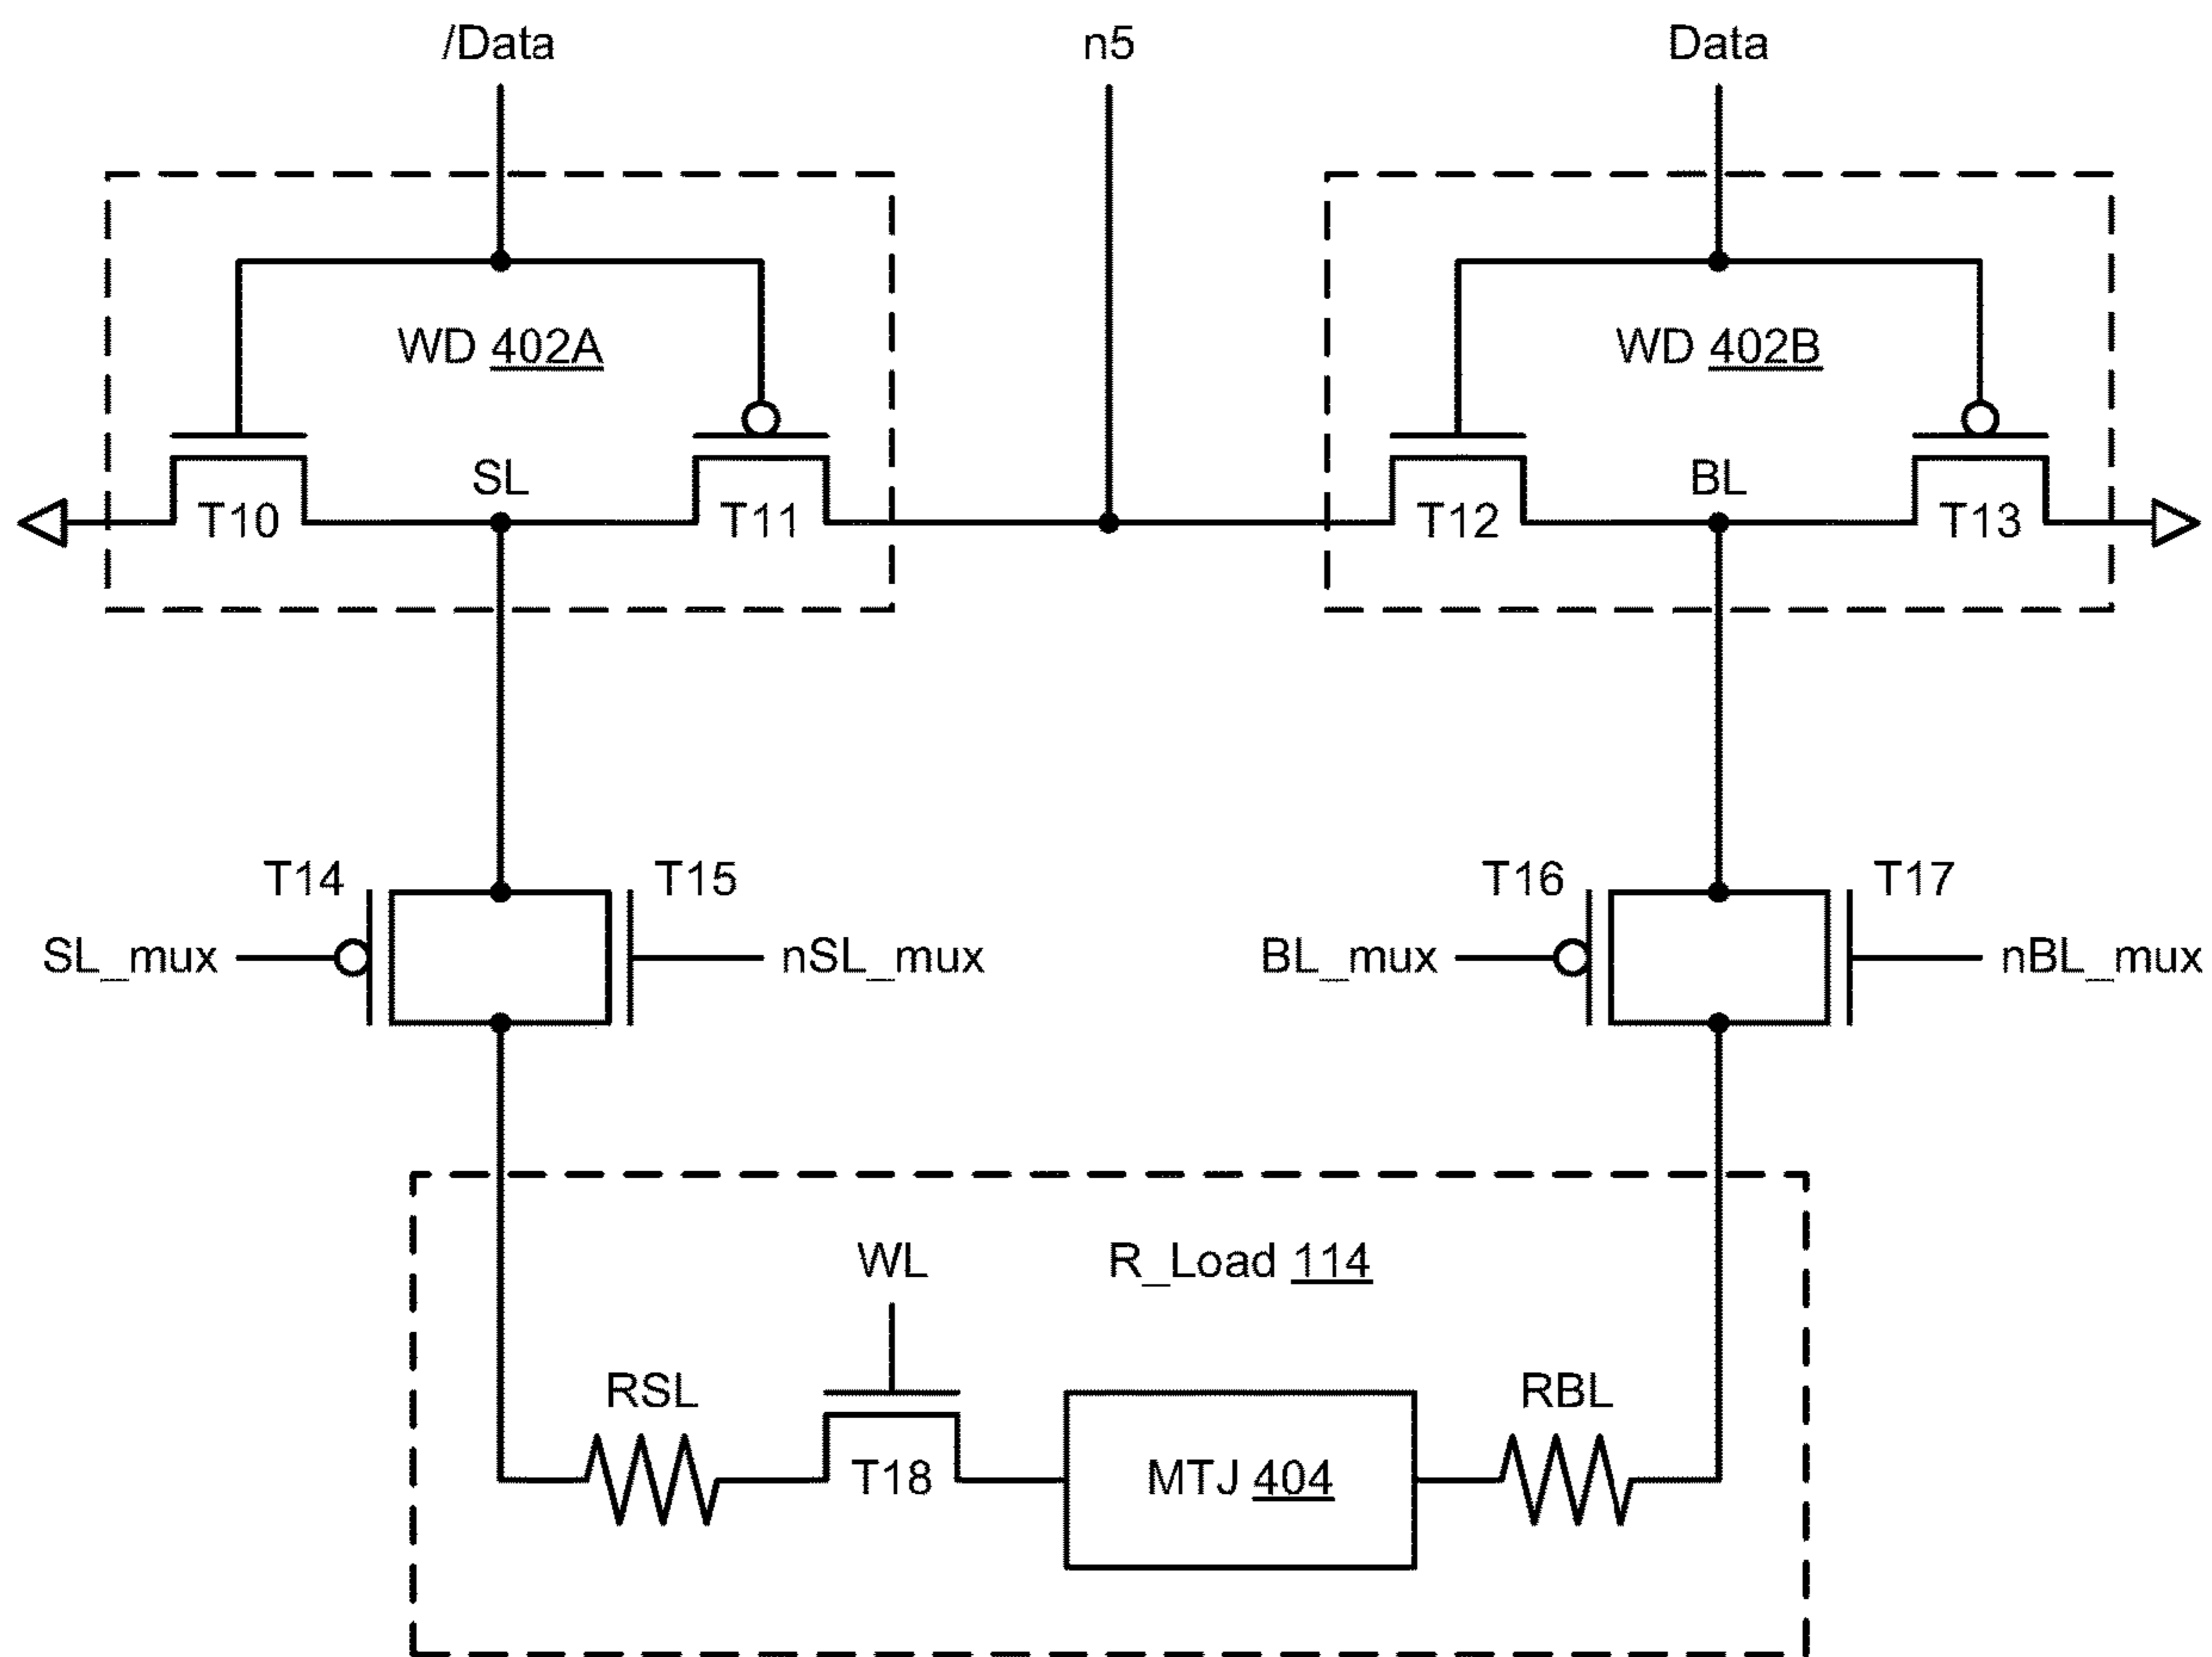 /Data n5 Data
WD 402A WD 402B
SL BL
T10 T11 T12 T13
T14 T15 T16 T17
SL_mux nSL_mux BL_mux nBL_mux
WL R_Load 114
RSL RBL
T18 MTJ 404